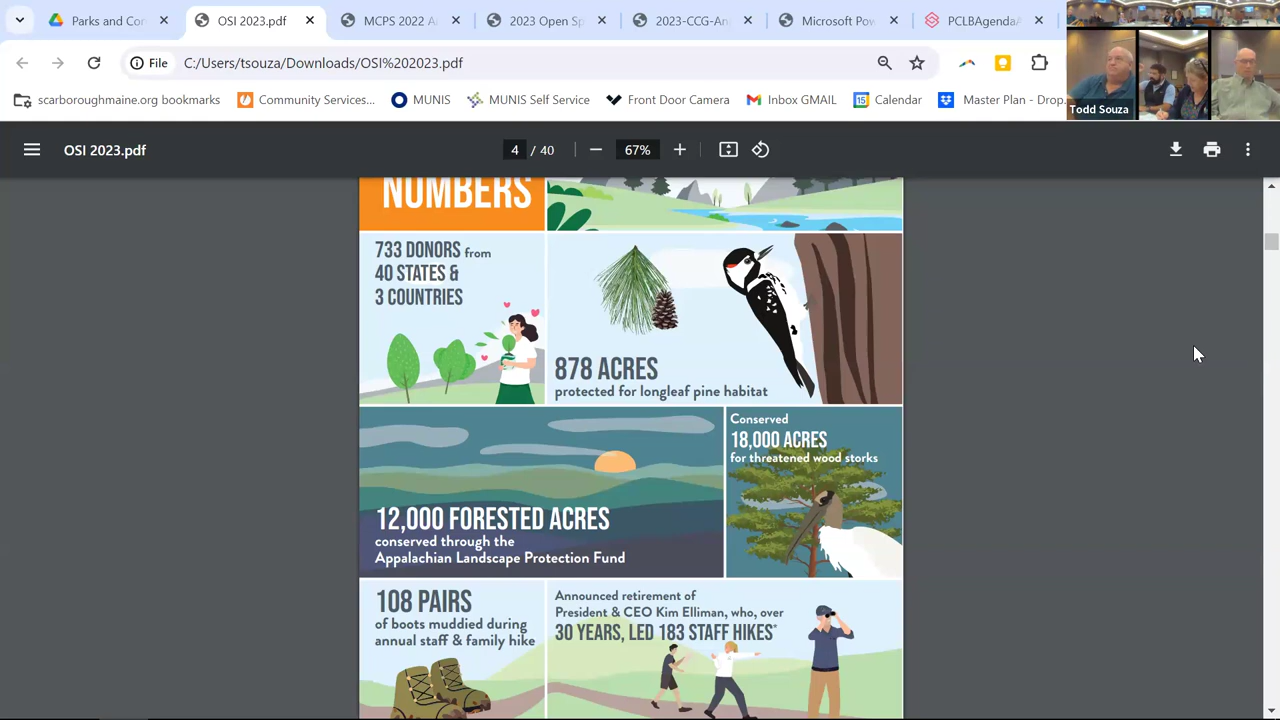 Parks and Con
OSI 2023.pdf
MCPS 2022 A
2023 Open Sp
2023-CCG-An
Microsoft Pow
PCLBAgendaA
File
C:/Users/tsouza/Downloads/OSI%202023.pdf
scarboroughmaine.org bookmarks
Community Services...
MUNIS
MUNIS Self Service
Front Door Camera
Inbox GMAIL
15
Calendar
Master Plan - Drop...
Todd Souza
OSI 2023.pdf
4 / 40
67%
NUMBERS
733 DONORS from
40 STATES &
3 COUNTRIES
878 ACRES
protected for longleaf pine habitat
12,000 FORESTED ACRES
conserved through the
Appalachian Landscape Protection Fund
Conserved
18,000 ACRES
for threatened wood storks
108 PAIRS
of boots muddied during
annual staff & family hike
Announced retirement of
President & CEO Kim Elliman, who, over
30 YEARS, LED 183 STAFF HIKES*